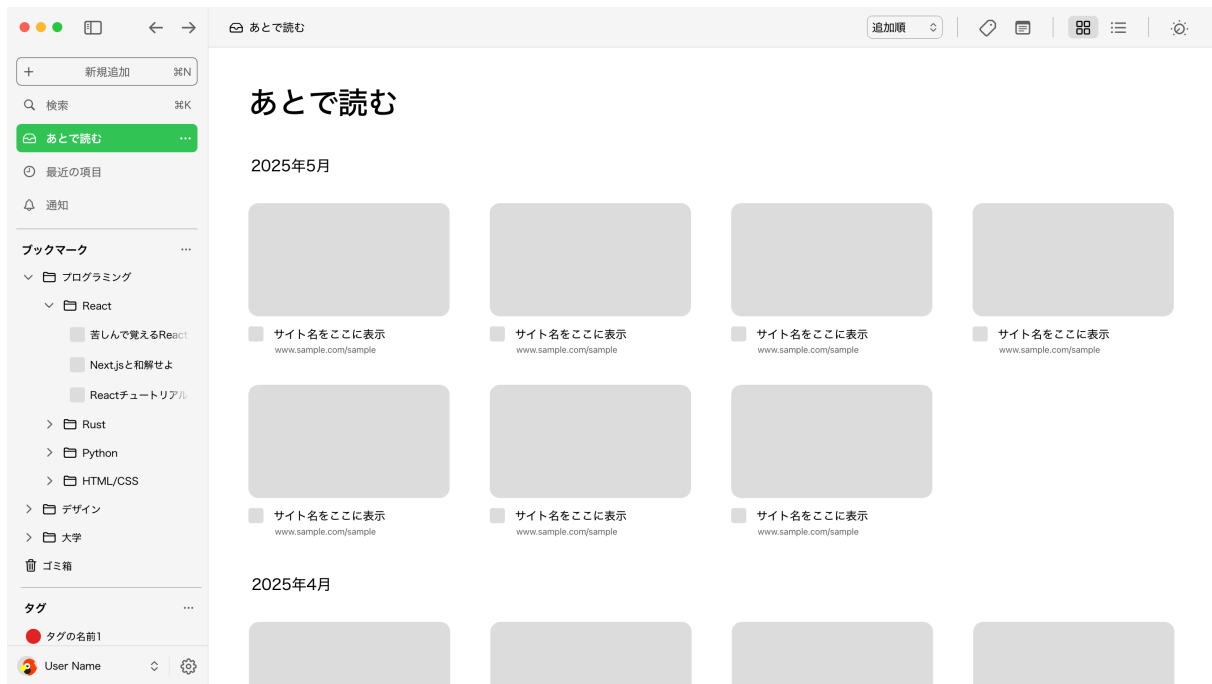 あとで読む
追加順
新規追加 ⌘N
検索 ⌘K
あとで読む
最近の項目
通知
ブックマーク
プログラミング
React
苦しんで覚えるReact
Next.jsと和解せよ
Reactチュートリアル
Rust
Python
HTML/CSS
デザイン
大学
ゴミ箱
タグ
タグの名前1
User Name
あとで読む
2025年5月
サイト名をここに表示
www.sample.com/sample
サイト名をここに表示
www.sample.com/sample
サイト名をここに表示
www.sample.com/sample
サイト名をここに表示
www.sample.com/sample
サイト名をここに表示
www.sample.com/sample
サイト名をここに表示
www.sample.com/sample
サイト名をここに表示
www.sample.com/sample
2025年4月